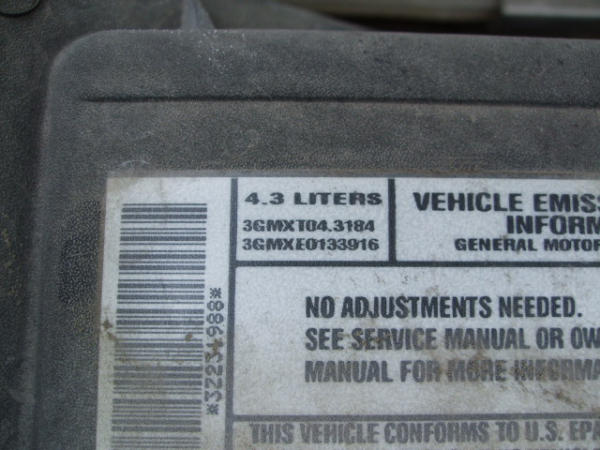 4.3 LITERS
3GMXT04.3184
3GMXE0133916
VEHICLE EMISS
INFORM
GENERAL MOTOR
*32234988*
NO ADJUSTMENTS NEEDED.
SEE SERVICE MANUAL OR OW
MANUAL FOR MORE INFORMA
THIS VEHICLE CONFORMS TO U.S. EPA